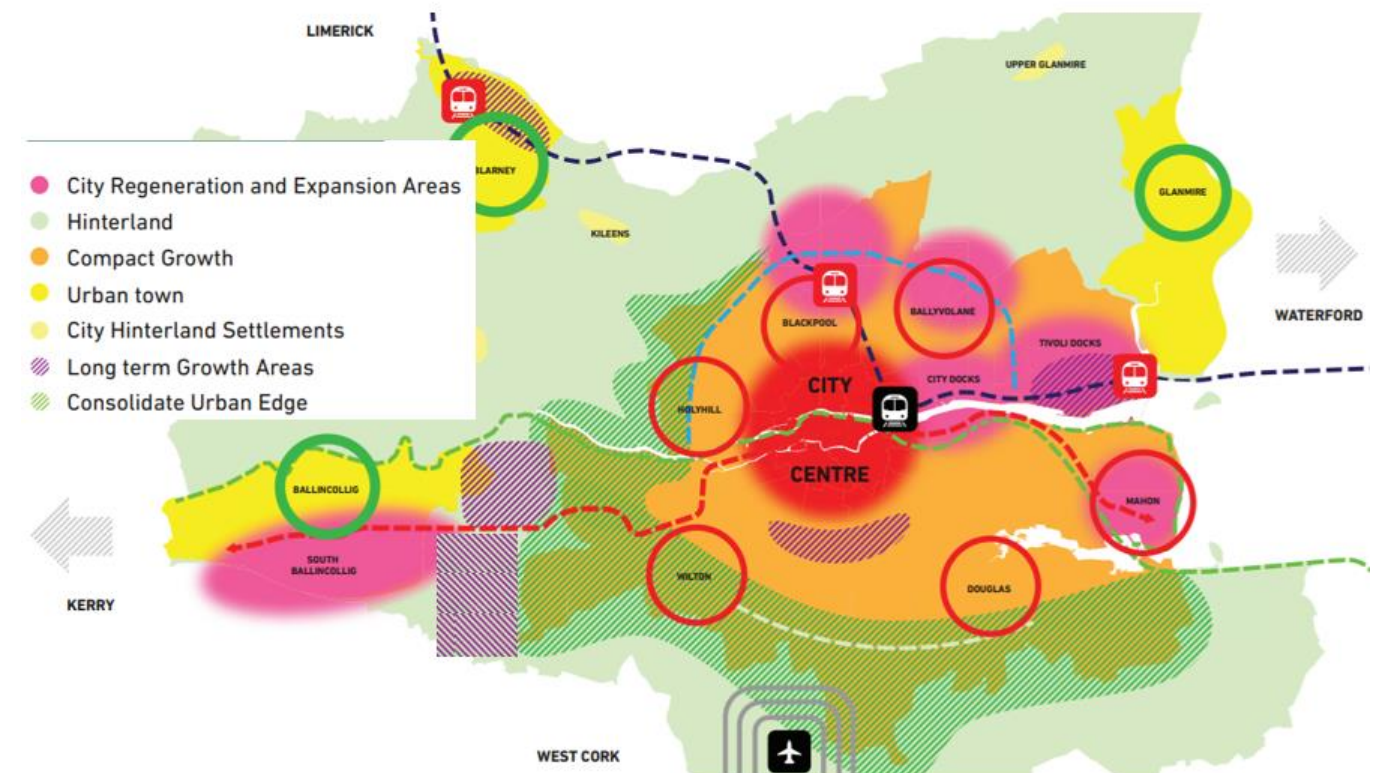 LIMERICK
UPPER GLANMIRE
City Regeneration and Expansion Areas
Hinterland
Compact Growth
Urban town
City Hinterland Settlements
Long term Growth Areas
Consolidate Urban Edge
BLARNEY
GLANMIRE
KILEENS
WATERFORD
BLACKPOOL
BALLYVOLANE
TIVOLI DOCKS
CITY DOCKS
CITY
CENTRE
HOLYHILL
BALLINCOLLIG
MAHON
SOUTH
BALLINCOLLIG
WILTON
DOUGLAS
KERRY
WEST CORK